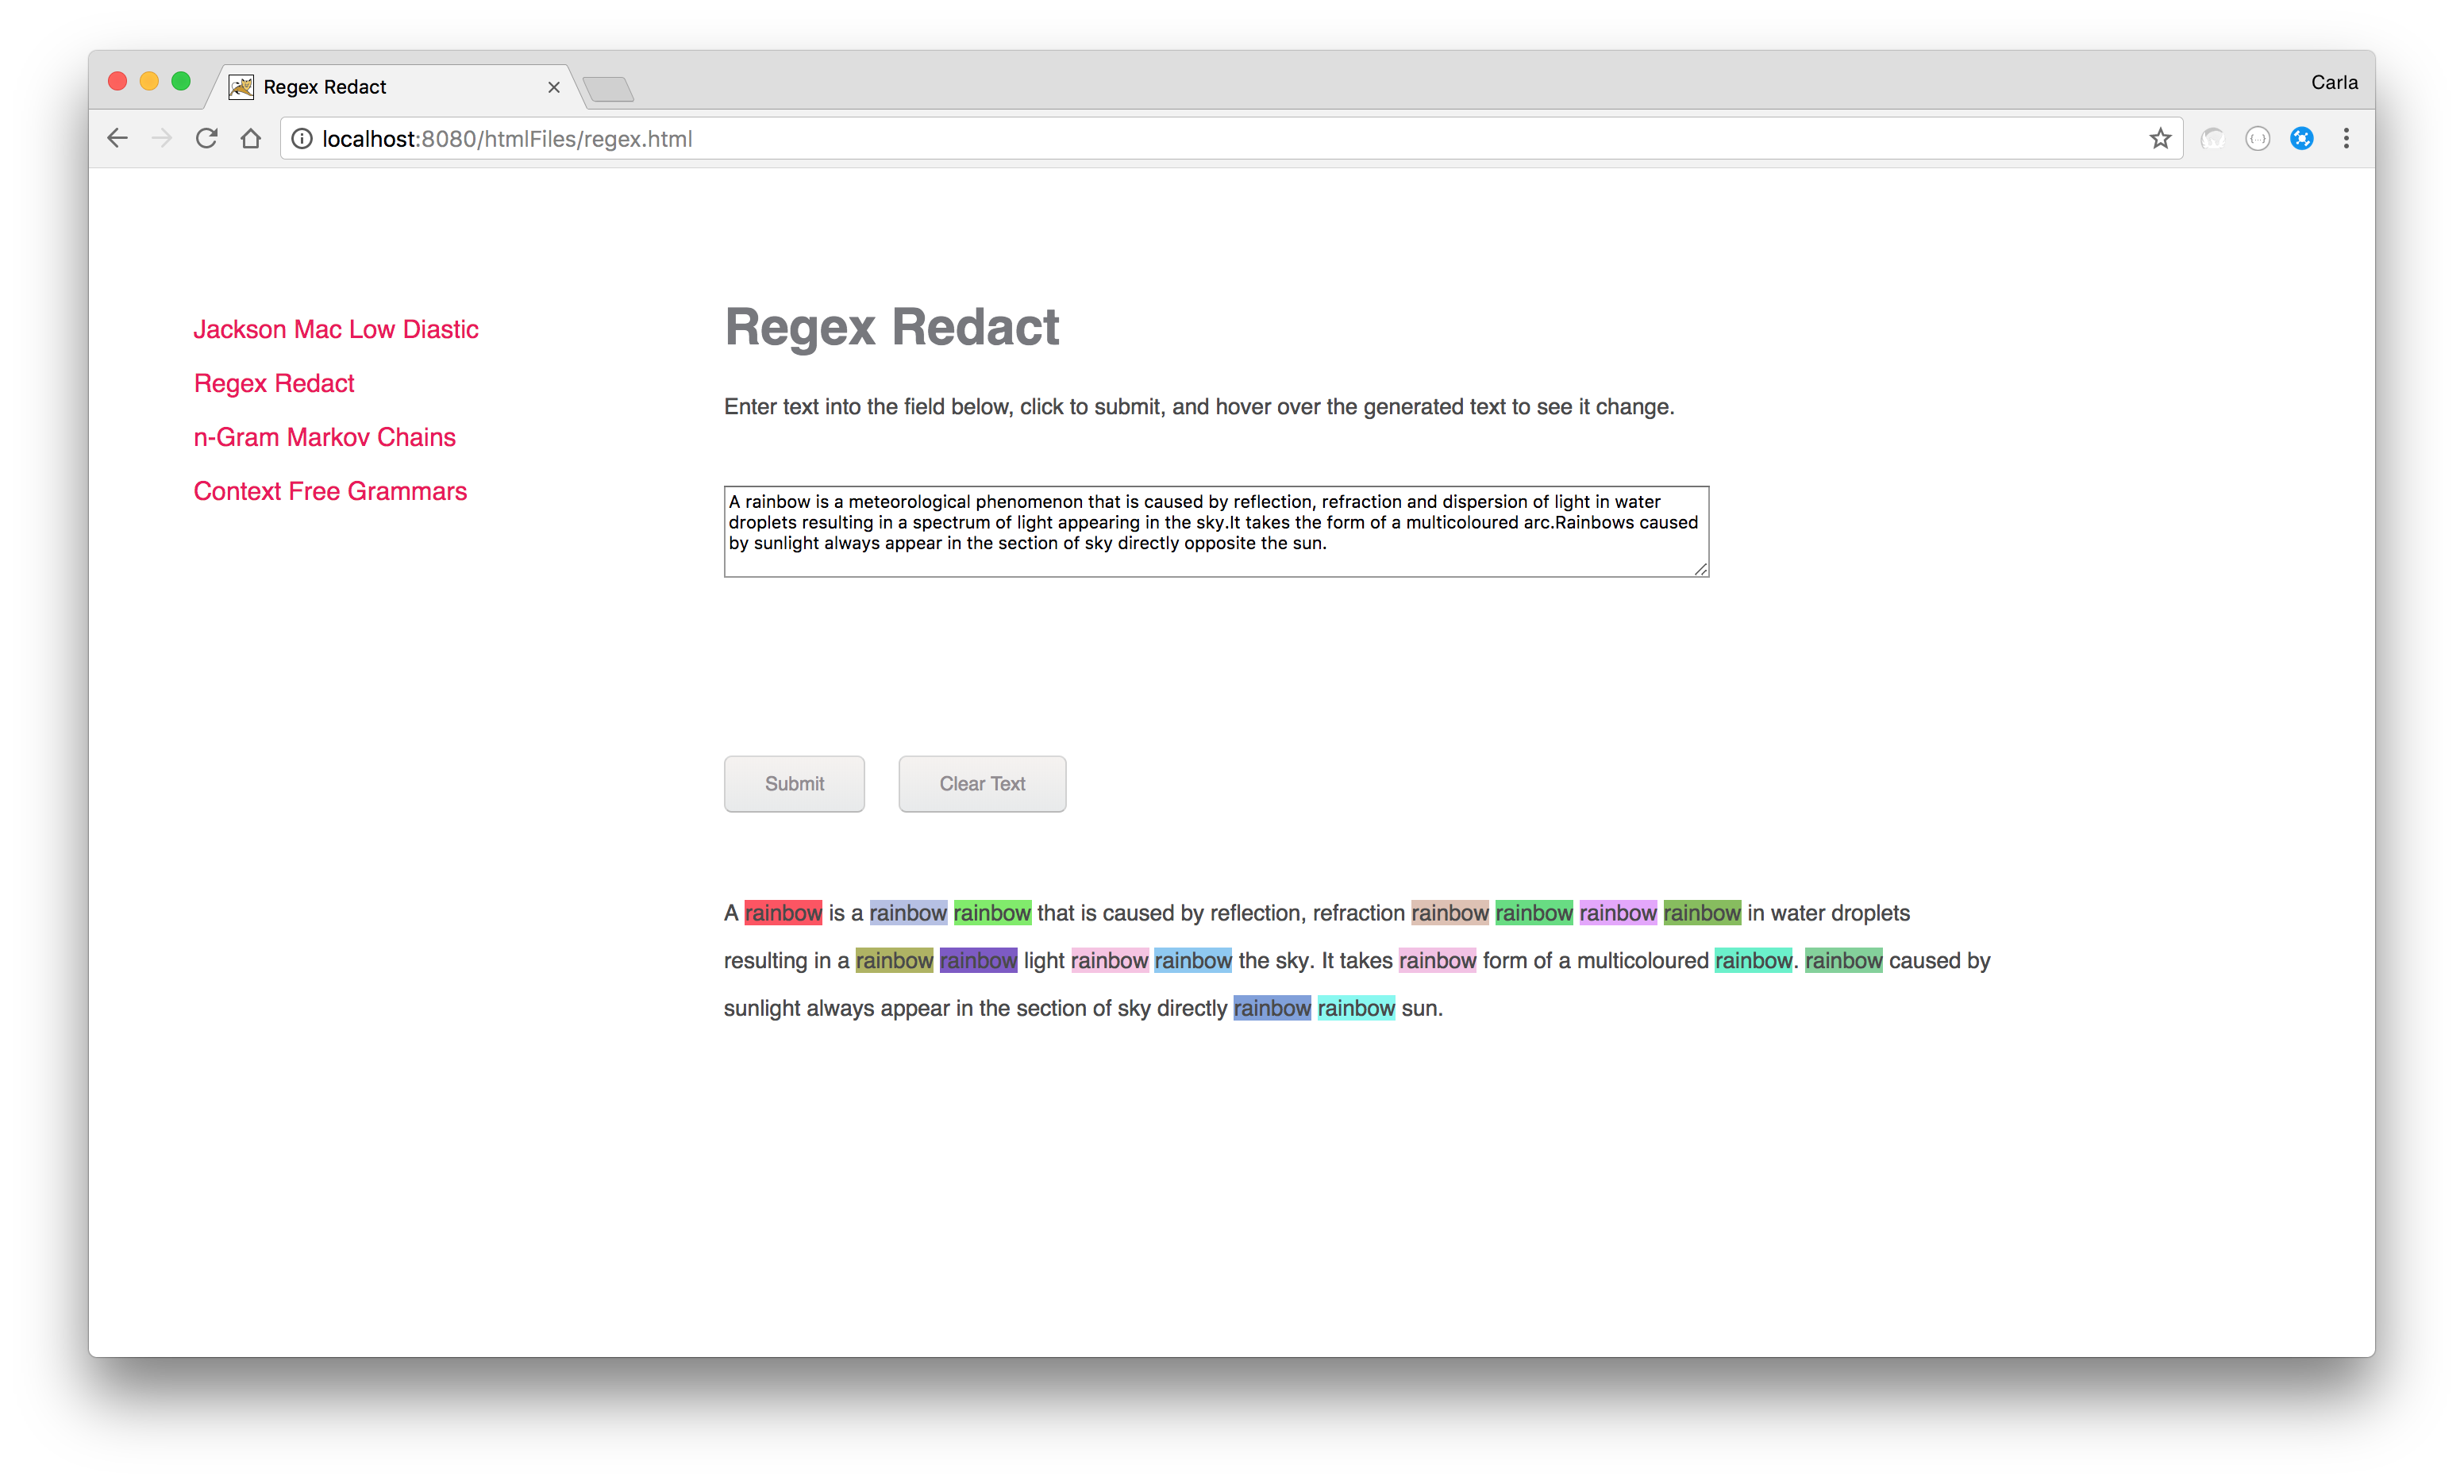 Regex Redact
Carla
localhost:8080/htmlFiles/regex.html
Jackson Mac Low Diastic
Regex Redact
n-Gram Markov Chains
Context Free Grammars
Regex Redact
Enter text into the field below, click to submit, and hover over the generated text to see it change.
A rainbow is a meteorological phenomenon that is caused by reflection, refraction and dispersion of light in water
droplets resulting in a spectrum of light appearing in the sky.It takes the form of a multicoloured arc.Rainbows caused
by sunlight always appear in the section of sky directly opposite the sun.
Submit
Clear Text
A rainbow is a rainbow rainbow that is caused by reflection, refraction rainbow rainbow rainbow rainbow in water droplets
resulting in a rainbow rainbow light rainbow rainbow the sky. It takes rainbow form of a multicoloured rainbow. rainbow caused by
sunlight always appear in the section of sky directly rainbow rainbow sun.